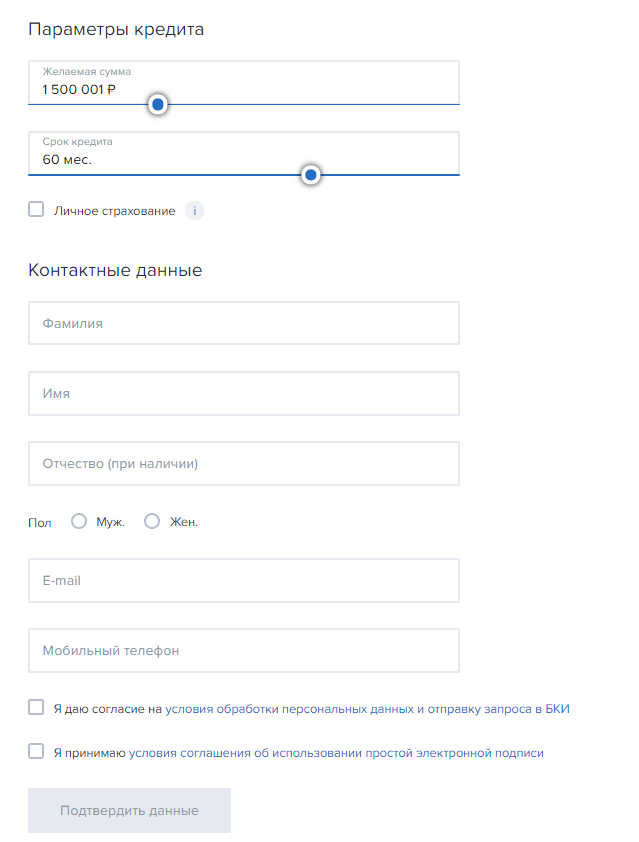 Параметры кредита
Желаемая сумма
1 500 001 ₽
Срок кредита
60 мес.
Личное страхование i
Контактные данные
Фамилия
Имя
Отчество (при наличии)
Пол Муж. Жен.
E-mail
Мобильный телефон
Я даю согласие на условия обработки персональных данных и отправку запроса в БКИ
Я принимаю условия соглашения об использовании простой электронной подписи
Подтвердить данные